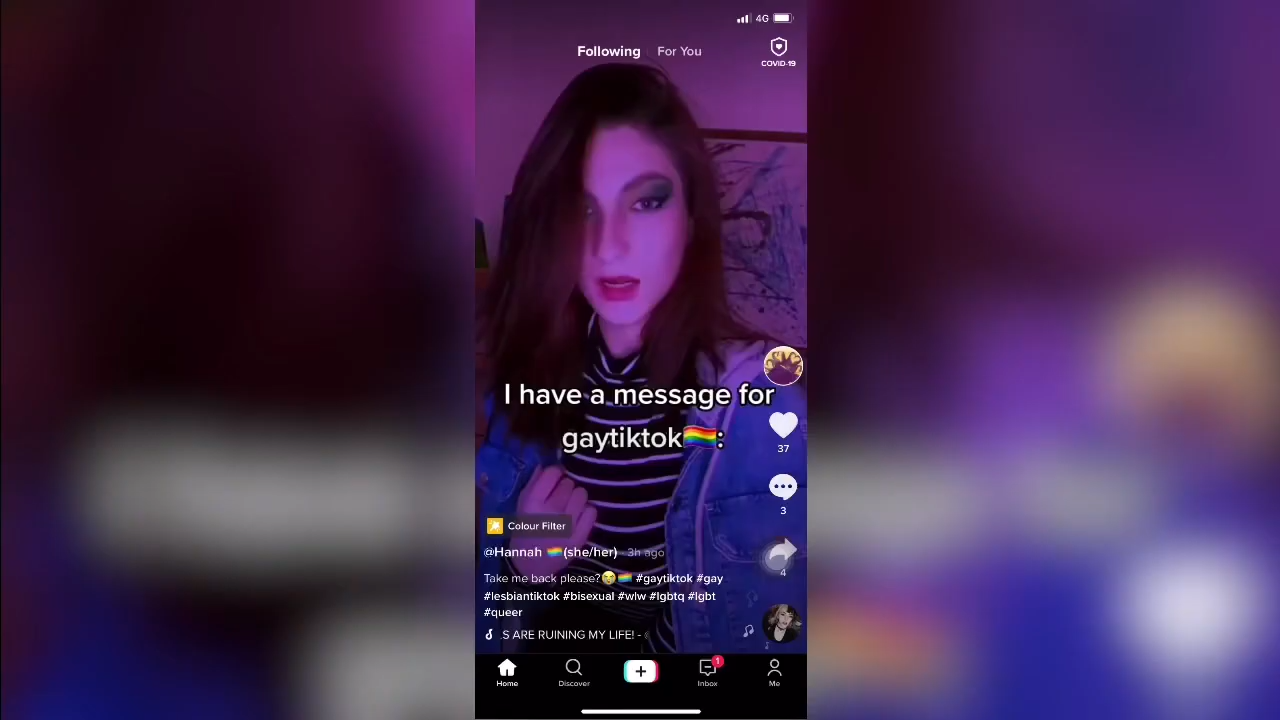 4G
Following
For You
COVID-19
I have a message for
gaytiktok🏳️‍🌈:
37
3
Colour Filter
@Hannah 🏳️‍🌈(she/her) · 3h ago
4
Take me back please?😭🏳️‍🌈 #gaytiktok #gay
#lesbiantiktok #bisexual #wlw #lgbtq #lgbt
#queer
S ARE RUINING MY LIFE! -
Home
Discover
1
Inbox
Me